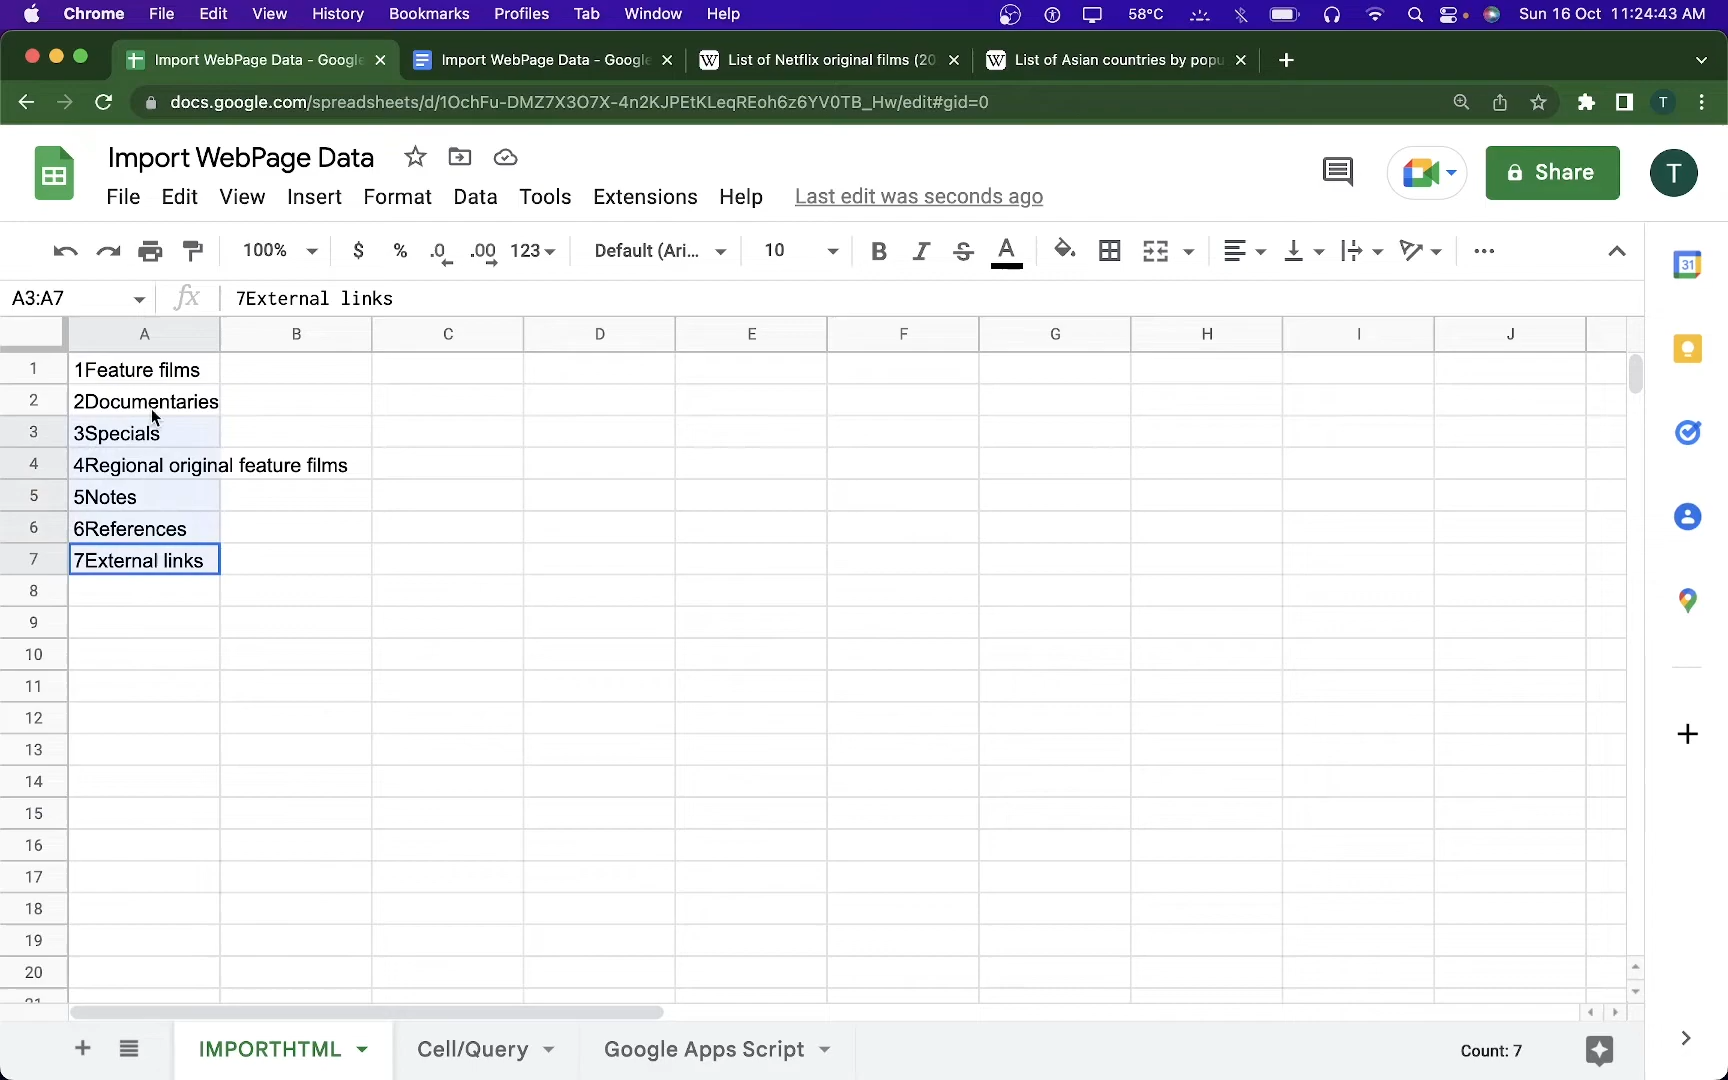 Chrome File Edit View History Bookmarks Profiles Tab Window Help 58°C Sun 16 Oct 11:24:43 AM
Import WebPage Data - Google Import WebPage Data - Google List of Netflix original films (20 List of Asian countries by popu
docs.google.com/spreadsheets/d/1OchFu-DMZ7X3O7X-4n2KJPEtKLeqREoh6z6YV0TB_Hw/edit#gid=0 T
Import WebPage Data
File Edit View Insert Format Data Tools Extensions Help Last edit was seconds ago
Share T
100% $ % .0 .00 123 Default (Ari... 10 B I S A 31
A3:A7 fx 7External links
A B C D E F G H I J
1 1Feature films
2 2Documentaries
3 3Specials
4 4Regional original feature films
5 5Notes
6 6References
7 7External links
8
9
10
11
12
13
14
15
16
17
18
19
20
21
IMPORTHTML Cell/Query Google Apps Script Count: 7